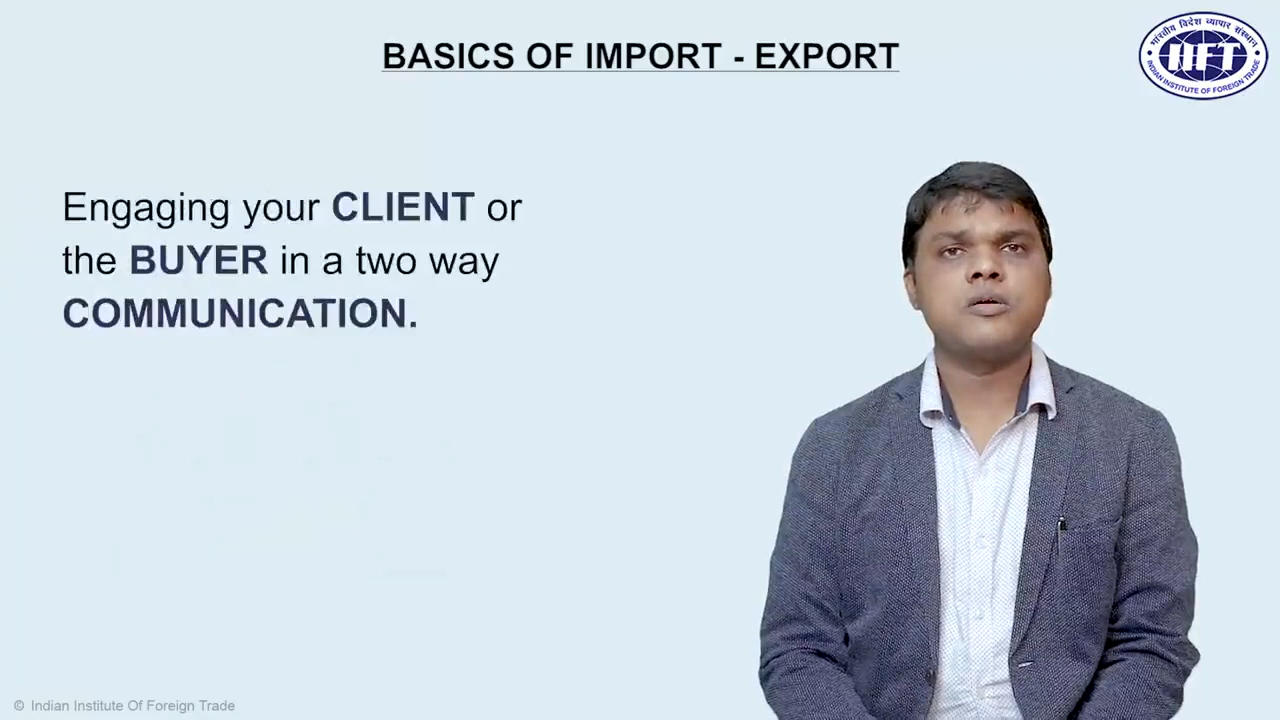 BASICS OF IMPORT - EXPORT
भारतीय विदेश व्यापार संस्थान
IIFT
INDIAN INSTITUTE OF FOREIGN TRADE
Engaging your CLIENT or
the BUYER in a two way
COMMUNICATION.
© Indian Institute Of Foreign Trade